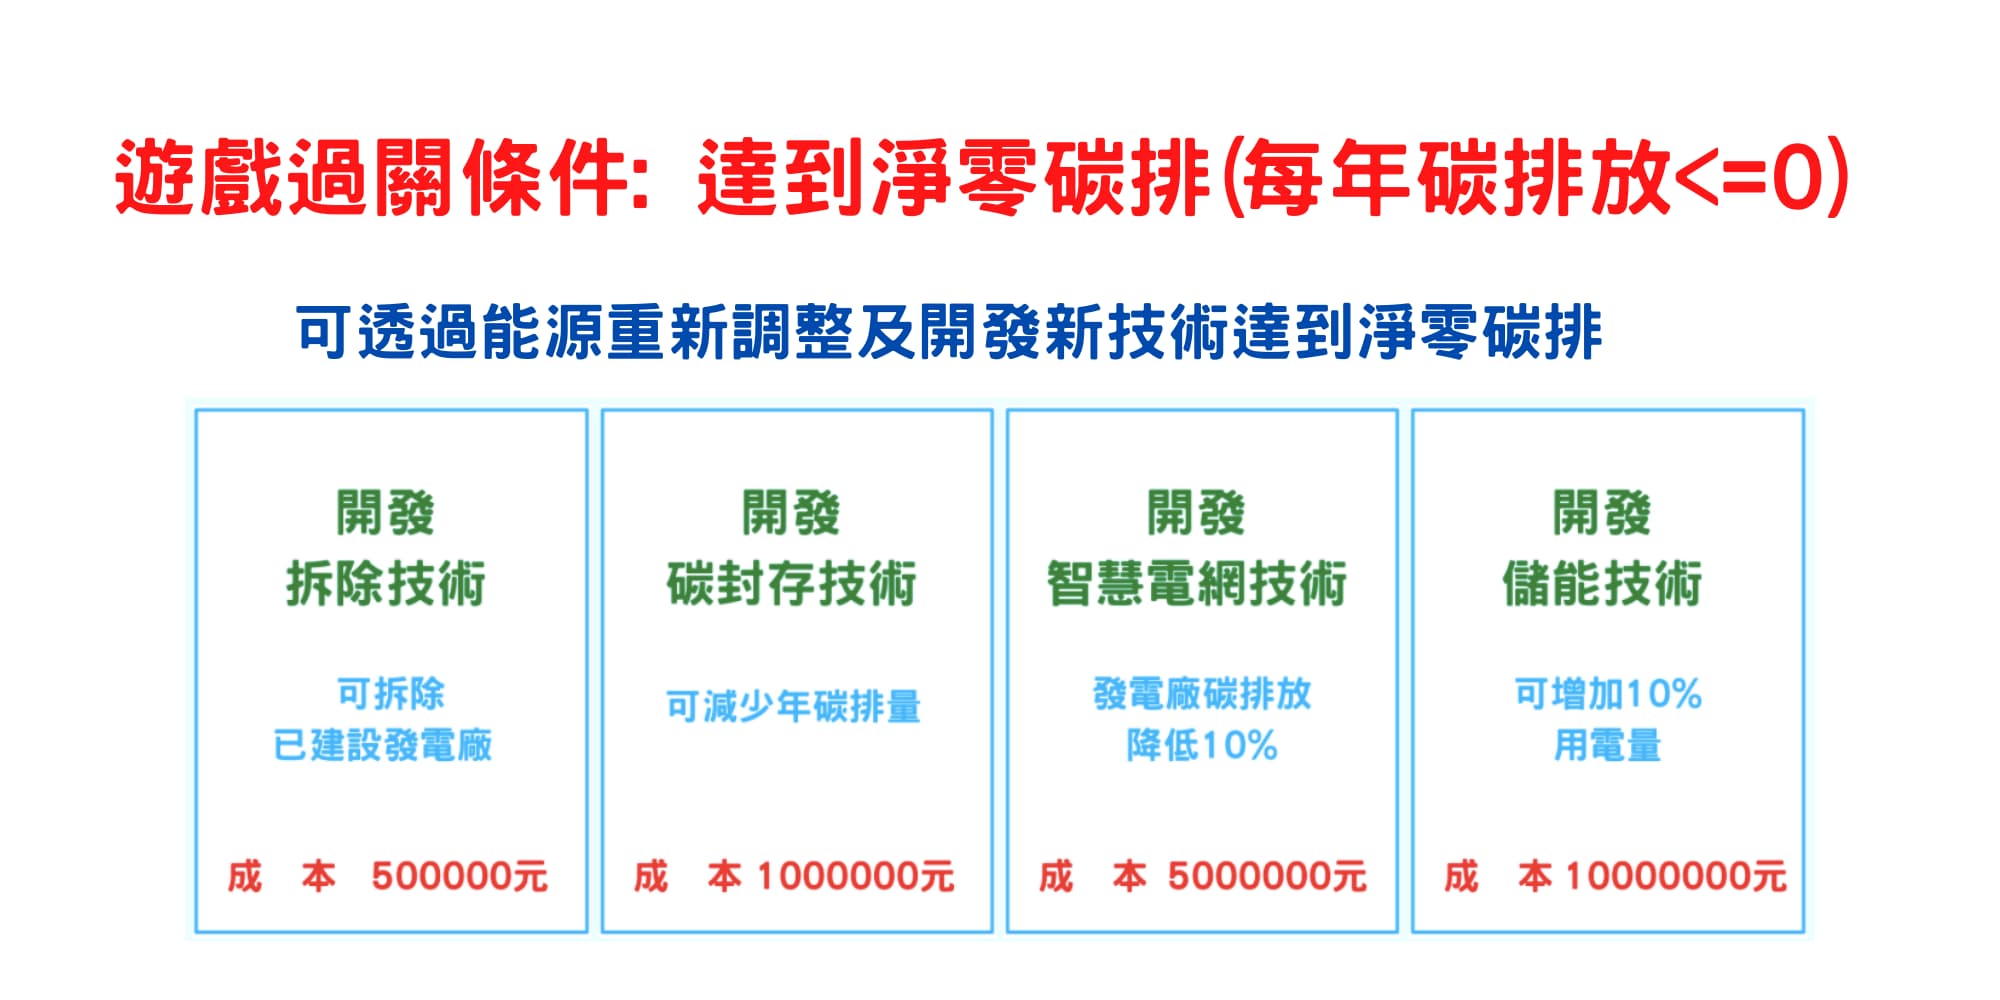 遊戲過關條件: 達到淨零碳排(每年碳排放<=0)
可透過能源重新調整及開發新技術達到淨零碳排
開發
拆除技術
可拆除
已建設發電廠
成 本 500000元
開發
碳封存技術
可減少年碳排量
成 本 1000000元
開發
智慧電網技術
發電廠碳排放
降低10%
成 本 5000000元
開發
儲能技術
可增加10%
用電量
成 本 10000000元